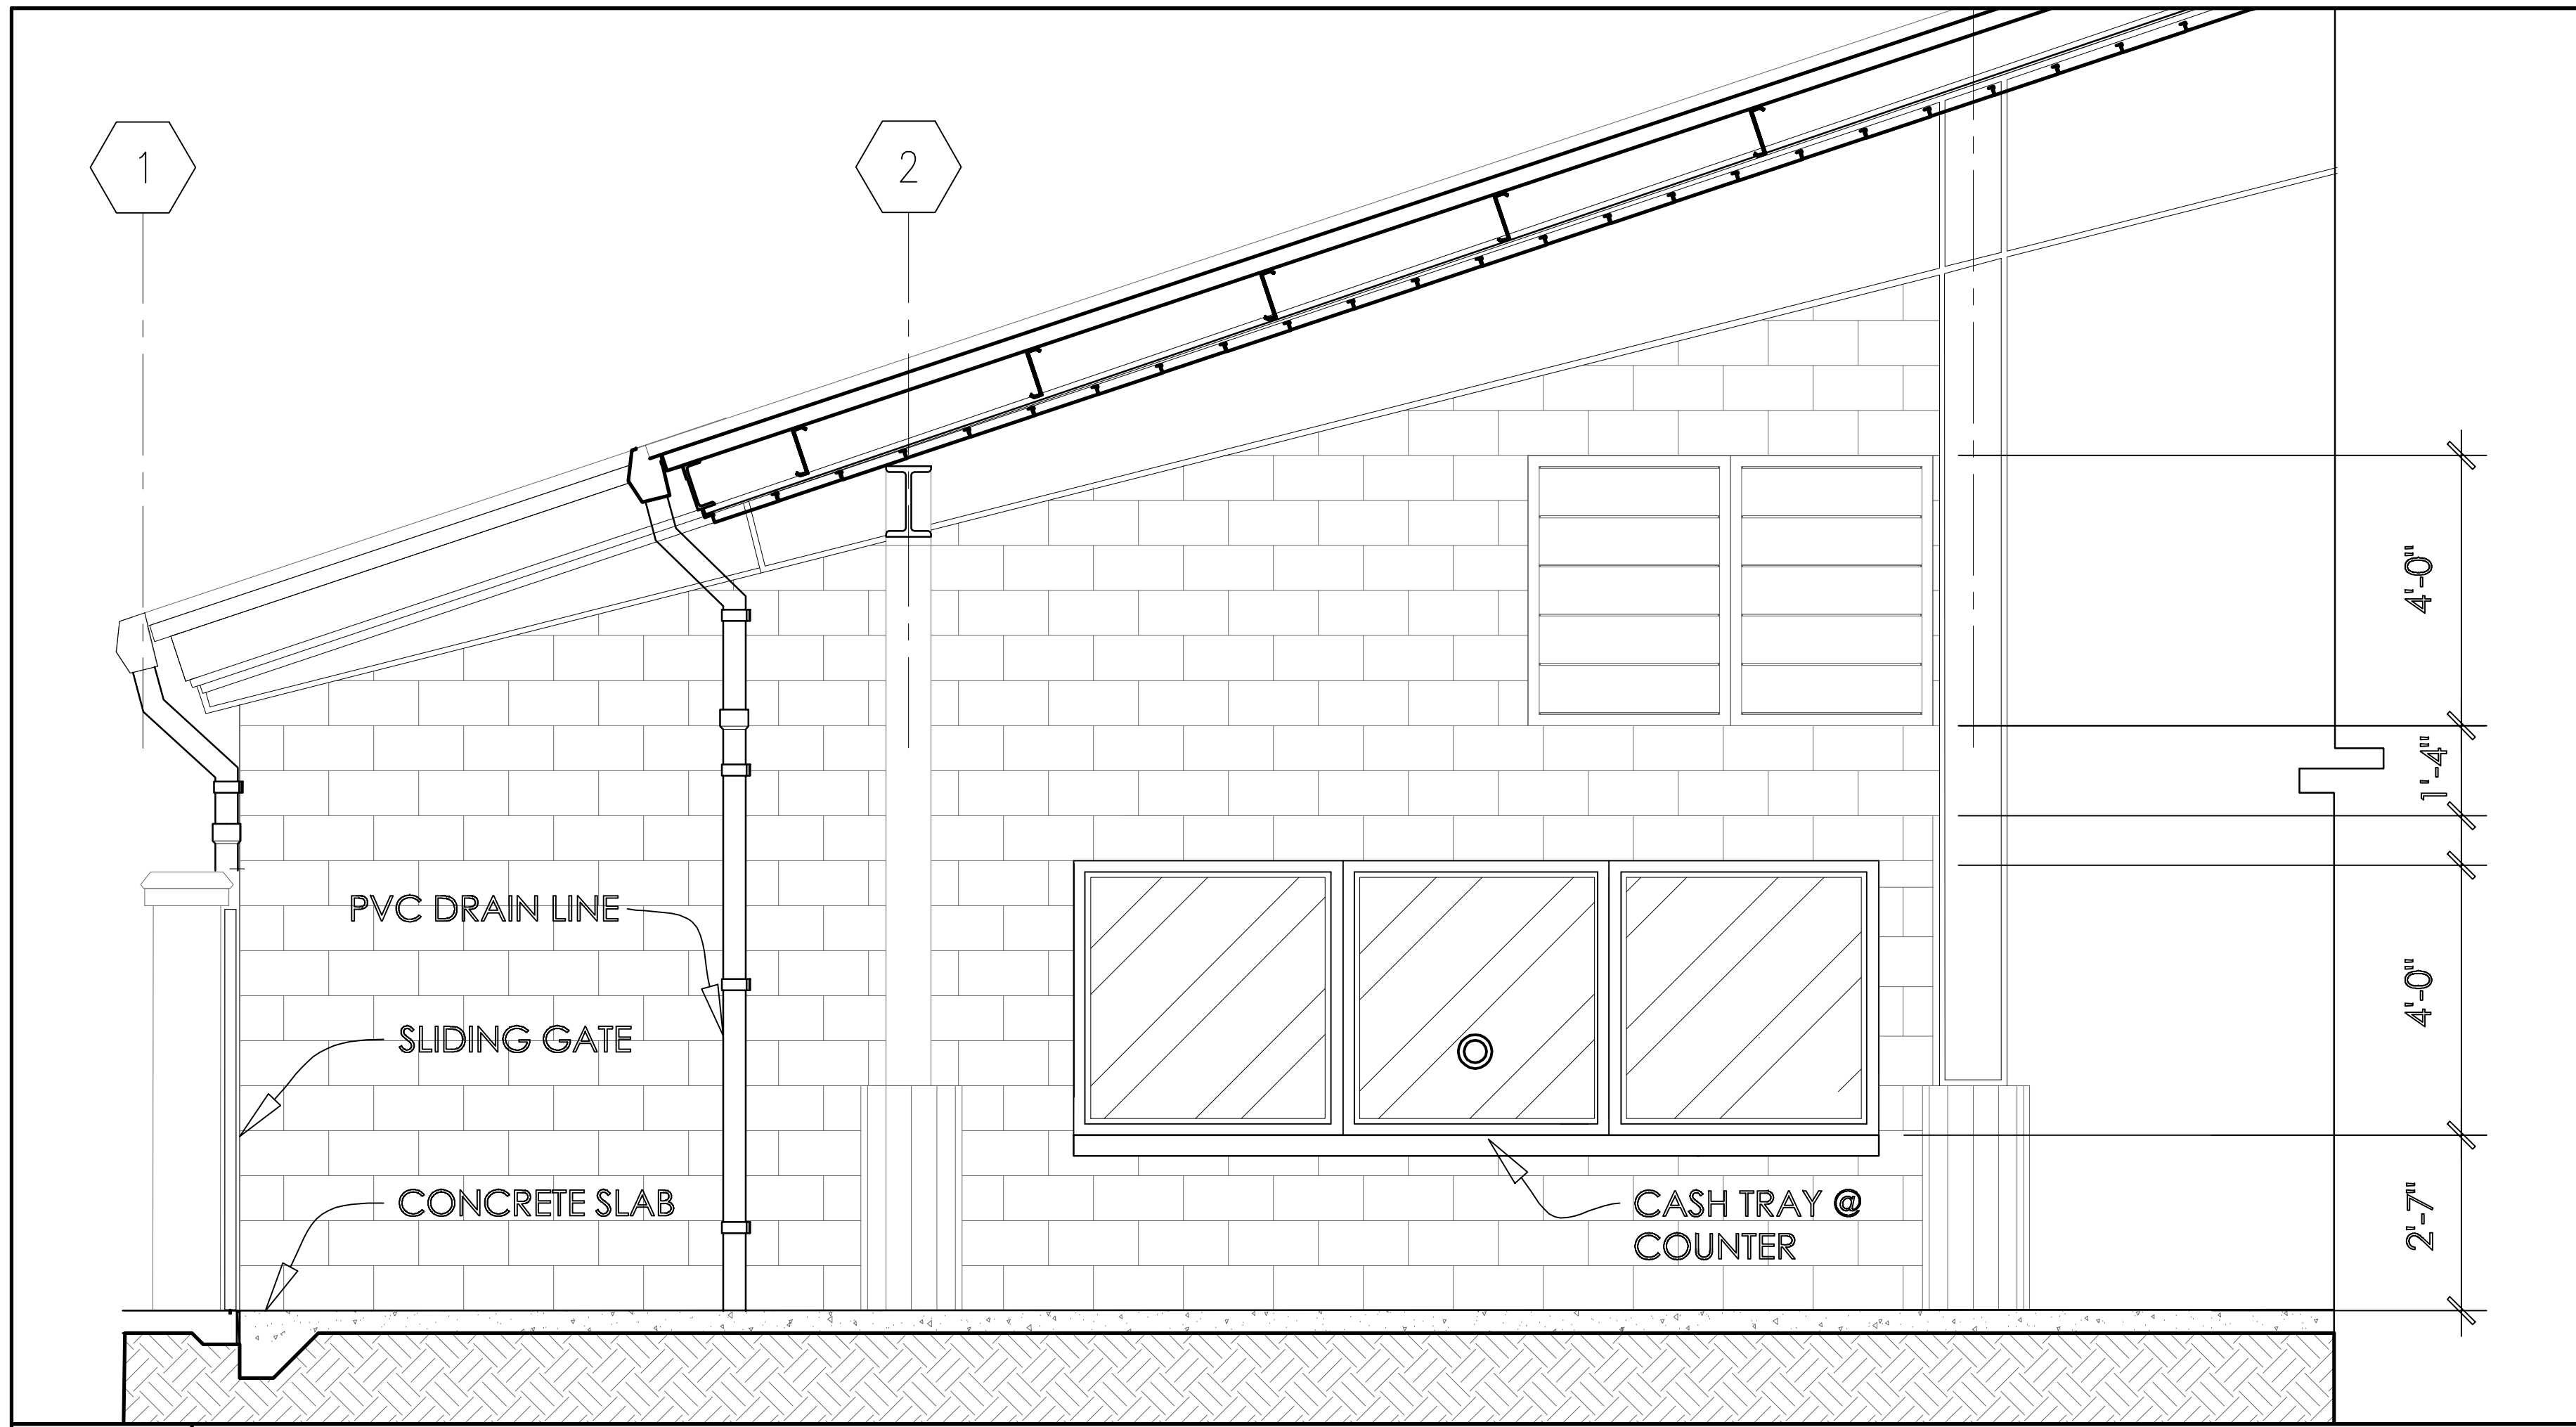 1
2
4'-0"
1'-4"
PVC DRAIN LINE
4'-0"
SLIDING GATE
CONCRETE SLAB
CASH TRAY @
COUNTER
2'-7"